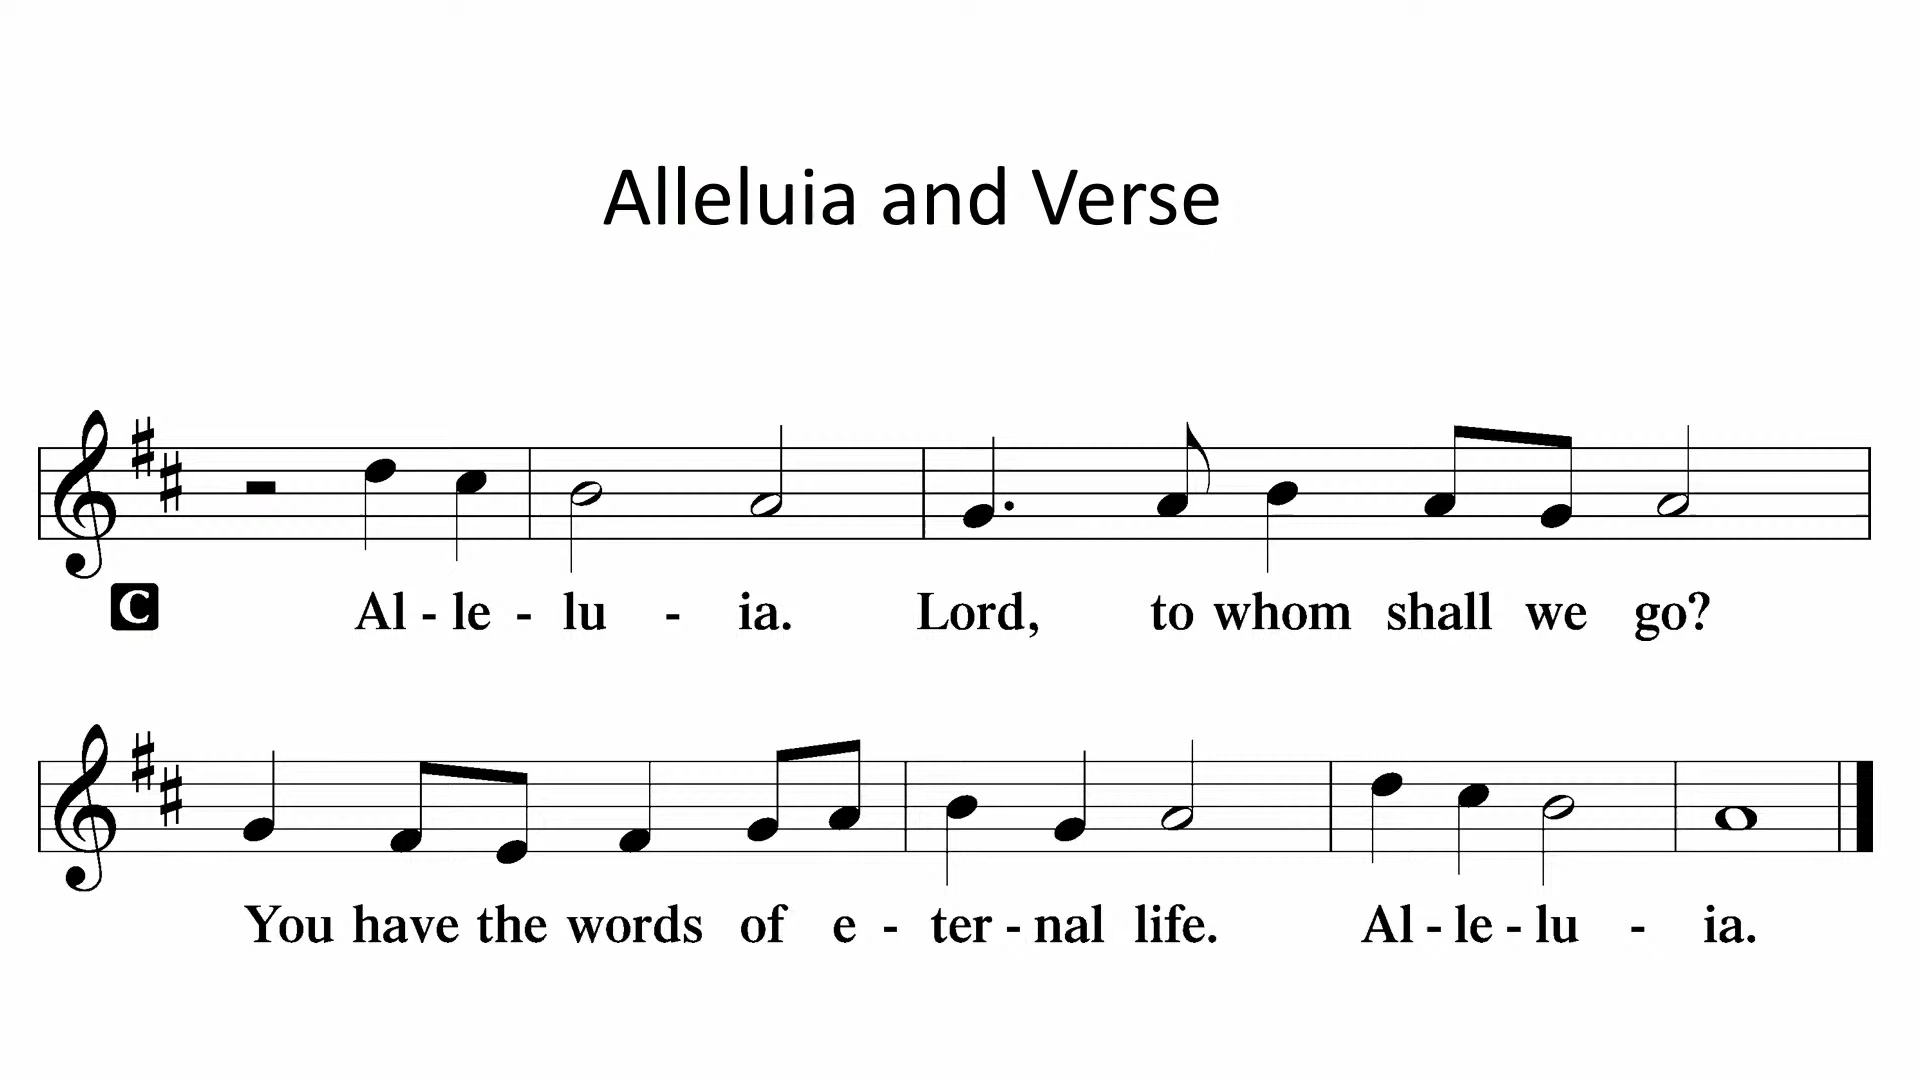 Alleluia and Verse
C Al - le - lu - ia. Lord, to whom shall we go?
You have the words of e - ter - nal life. Al - le - lu - ia.